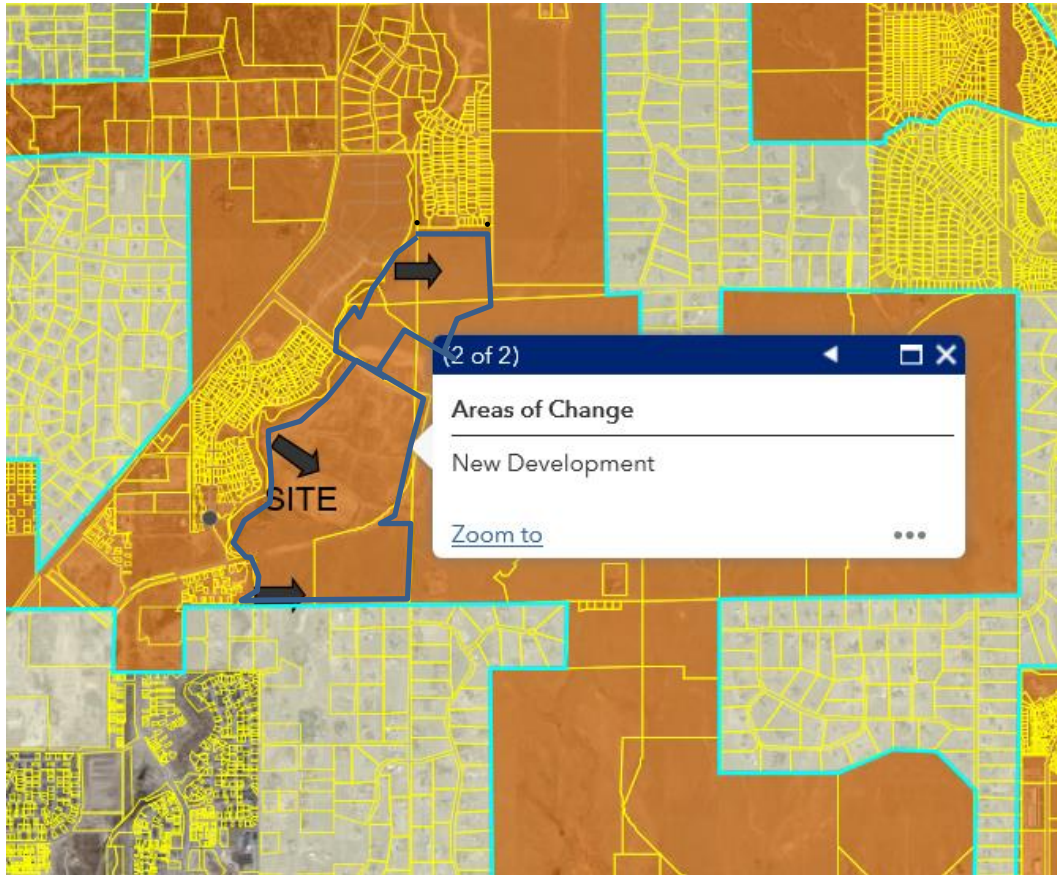 (2 of 2)
Areas of Change
New Development
SITE
Zoom to